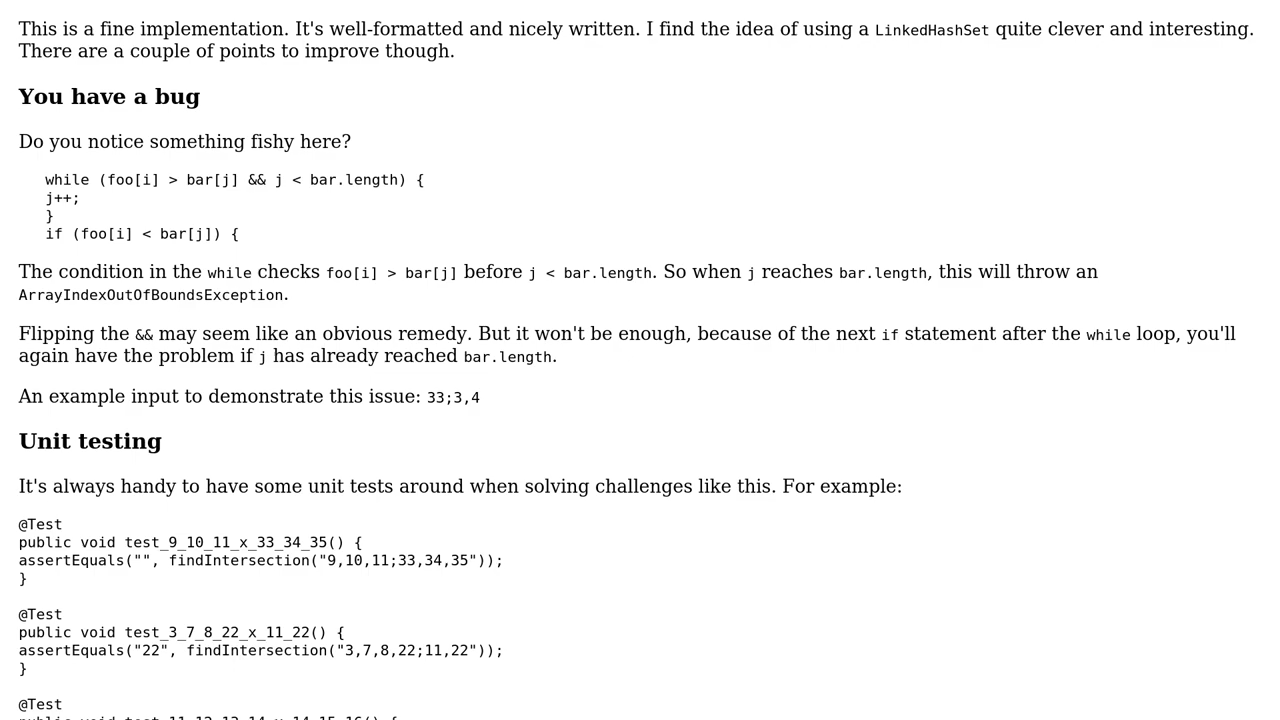 This is a fine implementation. It's well-formatted and nicely written. I find the idea of using a LinkedHashSet quite clever and interesting.
There are a couple of points to improve though.
You have a bug
Do you notice something fishy here?
while (foo[i] > bar[j] && j < bar.length) {
j++;
}
if (foo[i] < bar[j]) {
The condition in the while checks foo[i] > bar[j] before j < bar.length. So when j reaches bar.length, this will throw an
ArrayIndexOutOfBoundsException.
Flipping the && may seem like an obvious remedy. But it won't be enough, because of the next if statement after the while loop, you'll
again have the problem if j has already reached bar.length.
An example input to demonstrate this issue: 33;3,4
Unit testing
It's always handy to have some unit tests around when solving challenges like this. For example:
@Test
public void test_9_10_11_x_33_34_35() {
assertEquals("", findIntersection("9,10,11;33,34,35"));
}
@Test
public void test_3_7_8_22_x_11_22() {
assertEquals("22", findIntersection("3,7,8,22;11,22"));
}
@Test
public void test_11_12_13_14_x_14_15_16() {